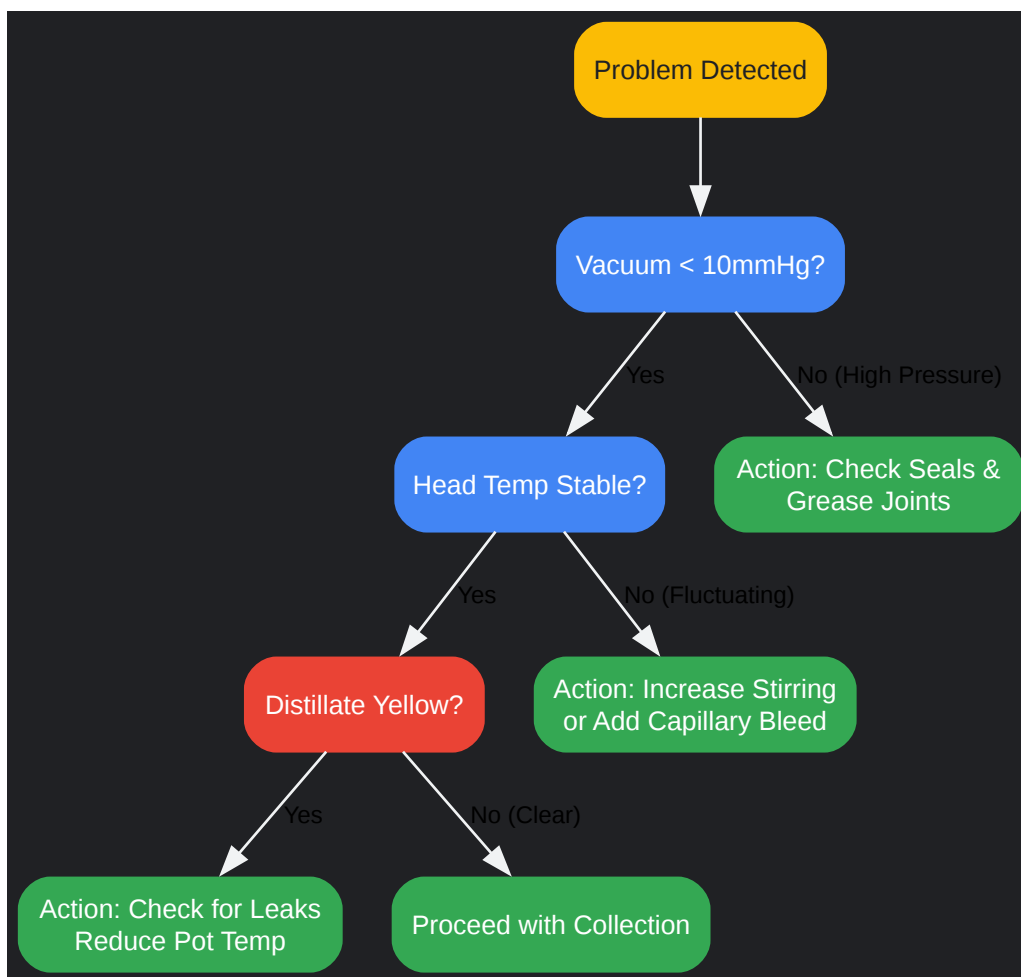 Problem Detected
Vacuum < 10mmHg?
Yes
No (High Pressure)
Head Temp Stable?
Action: Check Seals &
Grease Joints
Yes
No (Fluctuating)
Distillate Yellow?
Action: Increase Stirring
or Add Capillary Bleed
Yes
No (Clear)
Action: Check for Leaks
Reduce Pot Temp
Proceed with Collection